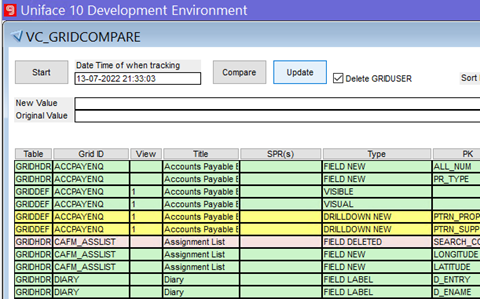 Uniface 10 Development Environment
VC_GRIDCOMPARE
Start Date Time of when tracking 13-07-2022 21:33:03 Compare Update Delete GRIDUSER Sort
New Value
Original Value
Table Grid ID View Title SPR(s) Type PK
GRIDHDR ACCPAYENQ Accounts Payable E FIELD NEW ALL_NUM
GRIDHDR ACCPAYENQ Accounts Payable E FIELD NEW PR_TYPE
GRIDDEF ACCPAYENQ 1 Accounts Payable E VISIBLE
GRIDDEF ACCPAYENQ 1 Accounts Payable E VISUAL
GRIDDEF ACCPAYENQ 1 Accounts Payable E DRILLDOWN NEW PTRN_PROP
GRIDDEF ACCPAYENQ 1 Accounts Payable E DRILLDOWN NEW PTRN_SUPP
GRIDHDR CAFM_ASSLIST Assignment List FIELD DELETED SEARCH_CO
GRIDHDR CAFM_ASSLIST Assignment List FIELD NEW LONGITUDE
GRIDHDR CAFM_ASSLIST Assignment List FIELD NEW LATITUDE
GRIDHDR DIARY Diary FIELD LABEL D_ENTRY
GRIDHDR DIARY Diary FIELD LABEL D_ENAME